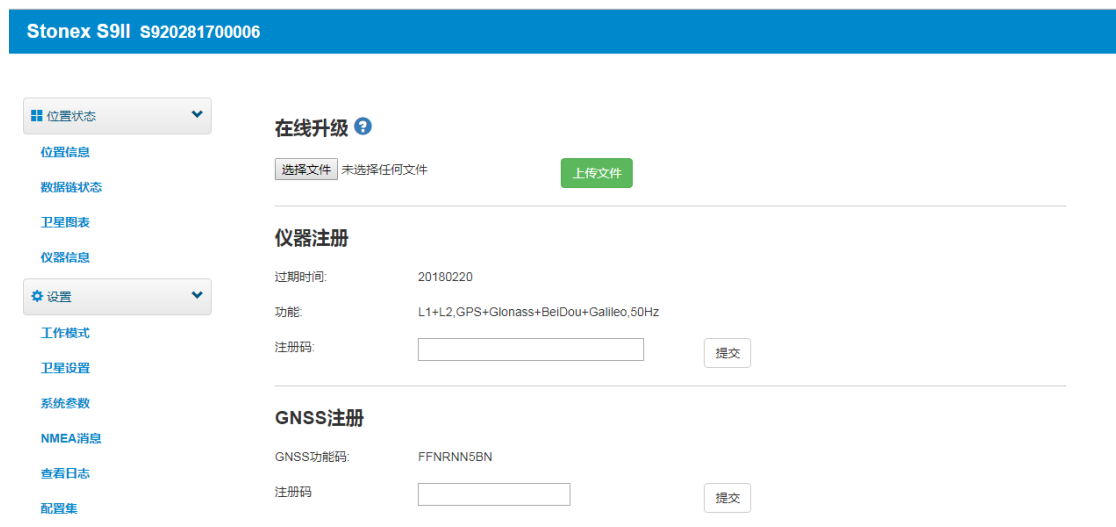 Stonex S9II S920281700006
位置状态
位置信息
数据链状态
卫星图表
仪器信息
设置
工作模式
卫星设置
系统参数
NMEA消息
查看日志
配置集
在线升级 ?
选择文件 未选择任何文件 上传文件
仪器注册
过期时间: 20180220
功能: L1+L2,GPS+Glonass+BeiDou+Galileo,50Hz
注册码: 提交
GNSS注册
GNSS功能码: FFNRNN5BN
注册码 提交